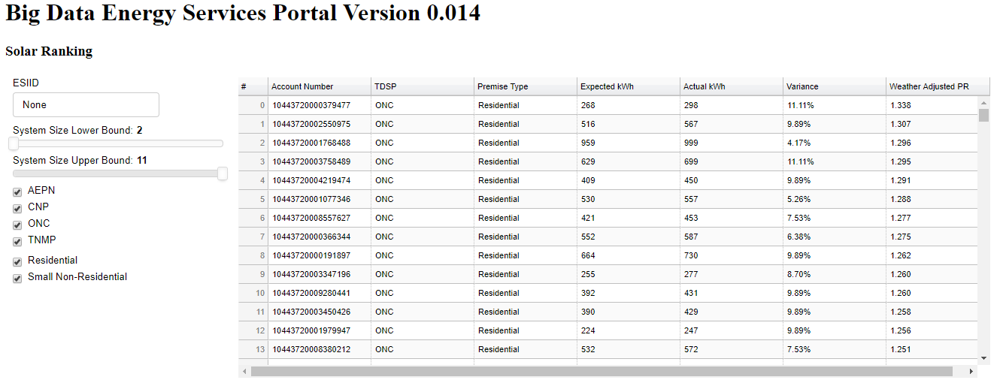 Big Data Energy Services Portal Version 0.014
Solar Ranking
ESIID
None
System Size Lower Bound: 2
System Size Upper Bound: 11
AEPN
CNP
ONC
TNMP
Residential
Small Non-Residential
# Account Number TDSP Premise Type Expected kWh Actual kWh Variance Weather Adjusted PR
0 10443720000379477 ONC Residential 268 298 11.11% 1.338
1 10443720002550975 ONC Residential 516 567 9.89% 1.307
2 10443720001768488 ONC Residential 959 999 4.17% 1.296
3 10443720003758489 ONC Residential 629 699 11.11% 1.295
4 10443720004219474 ONC Residential 409 450 9.89% 1.291
5 10443720001077346 ONC Residential 530 557 5.26% 1.288
6 10443720008557627 ONC Residential 421 453 7.53% 1.277
7 10443720000366344 ONC Residential 552 587 6.38% 1.275
8 10443720000191897 ONC Residential 664 730 9.89% 1.262
9 10443720003347196 ONC Residential 255 277 8.70% 1.260
10 10443720009280441 ONC Residential 392 431 9.89% 1.260
11 10443720003450426 ONC Residential 390 429 9.89% 1.258
12 10443720001979947 ONC Residential 224 247 9.89% 1.256
13 10443720008380212 ONC Residential 532 572 7.53% 1.251